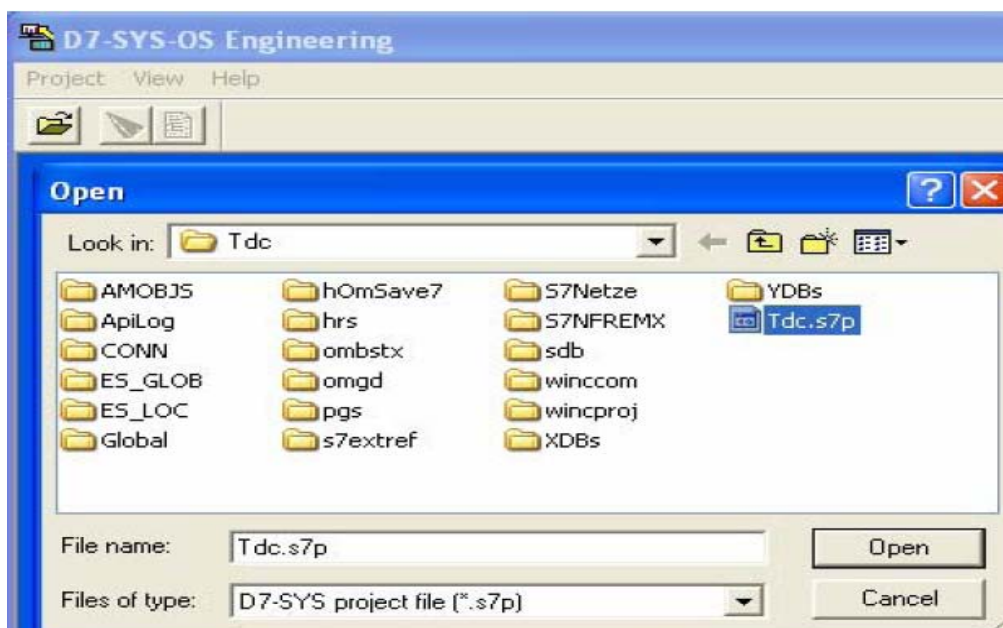 D7-SYS-OS Engineering
Project View Help
Open
Look in: Tdc
AMOBJS hOmSave7 S7Netze YDBs
ApiLog hrs S7NFREMX Tdc.s7p
CONN ombstx sdb
ES_GLOB omgd winccom
ES_LOC pgs wincproj
Global s7extref XDBs
File name: Tdc.s7p Open
Files of type: D7-SYS project file (*.s7p) Cancel